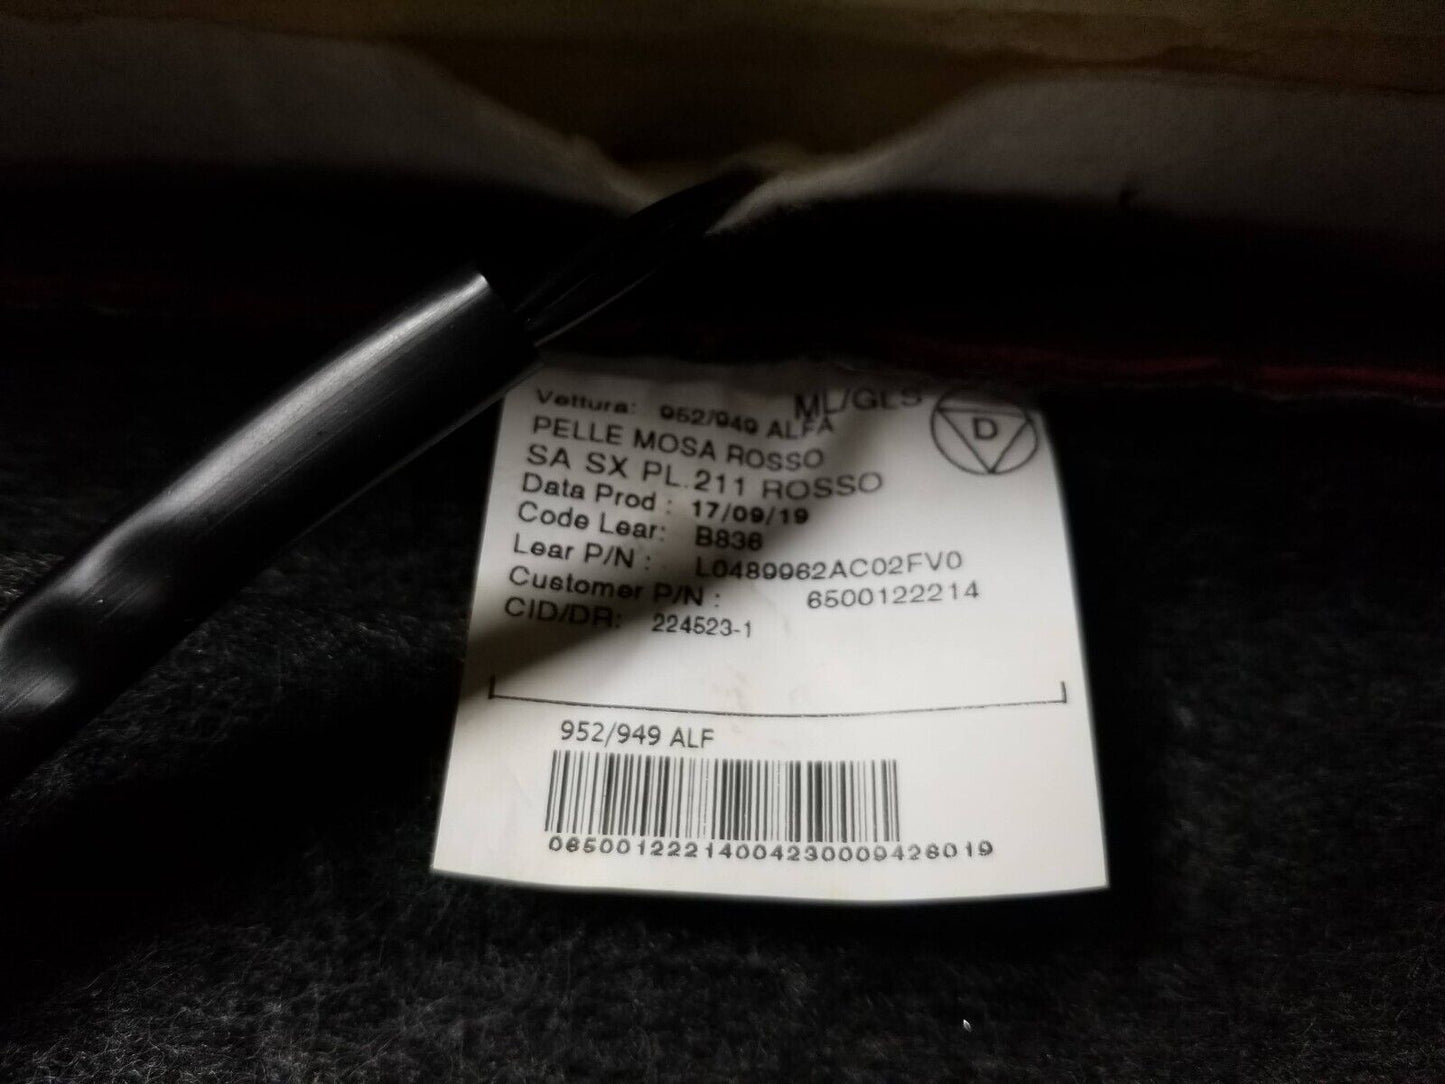 Vettura: 952/949 ALFA ML/GLS
D
PELLE MOSA ROSSO
SA SX PL.211 ROSSO
Data Prod : 17/09/19
Code Lear: B836
Lear P/N : L0489962AC02FV0
Customer P/N : 6500122214
CID/DR: 224523-1
952/949 ALF
06500122214004230009426019